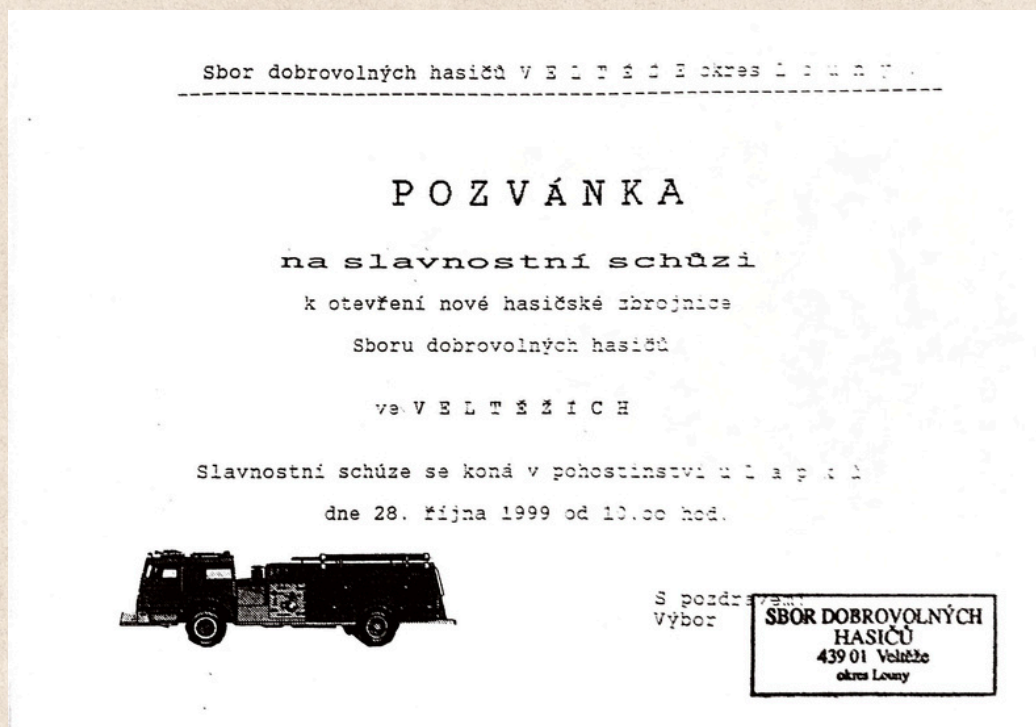 Sbor dobrovolných hasičů V E L T Ě Ž E okres L o u n y .
P O Z V Á N K A
na slavnostní schůzi
k otevření nové hasičské zbrojnice
Sboru dobrovolných hasičů
ve V E L T Ě Ž Í C H
Slavnostní schůze se koná v pohostinství u
dne 28. října 1999 od 10.oo hod.
S pozdravem:
Výbor
SBOR DOBROVOLNÝCH
HASIČŮ
439 01 Veltěže
okres Louny